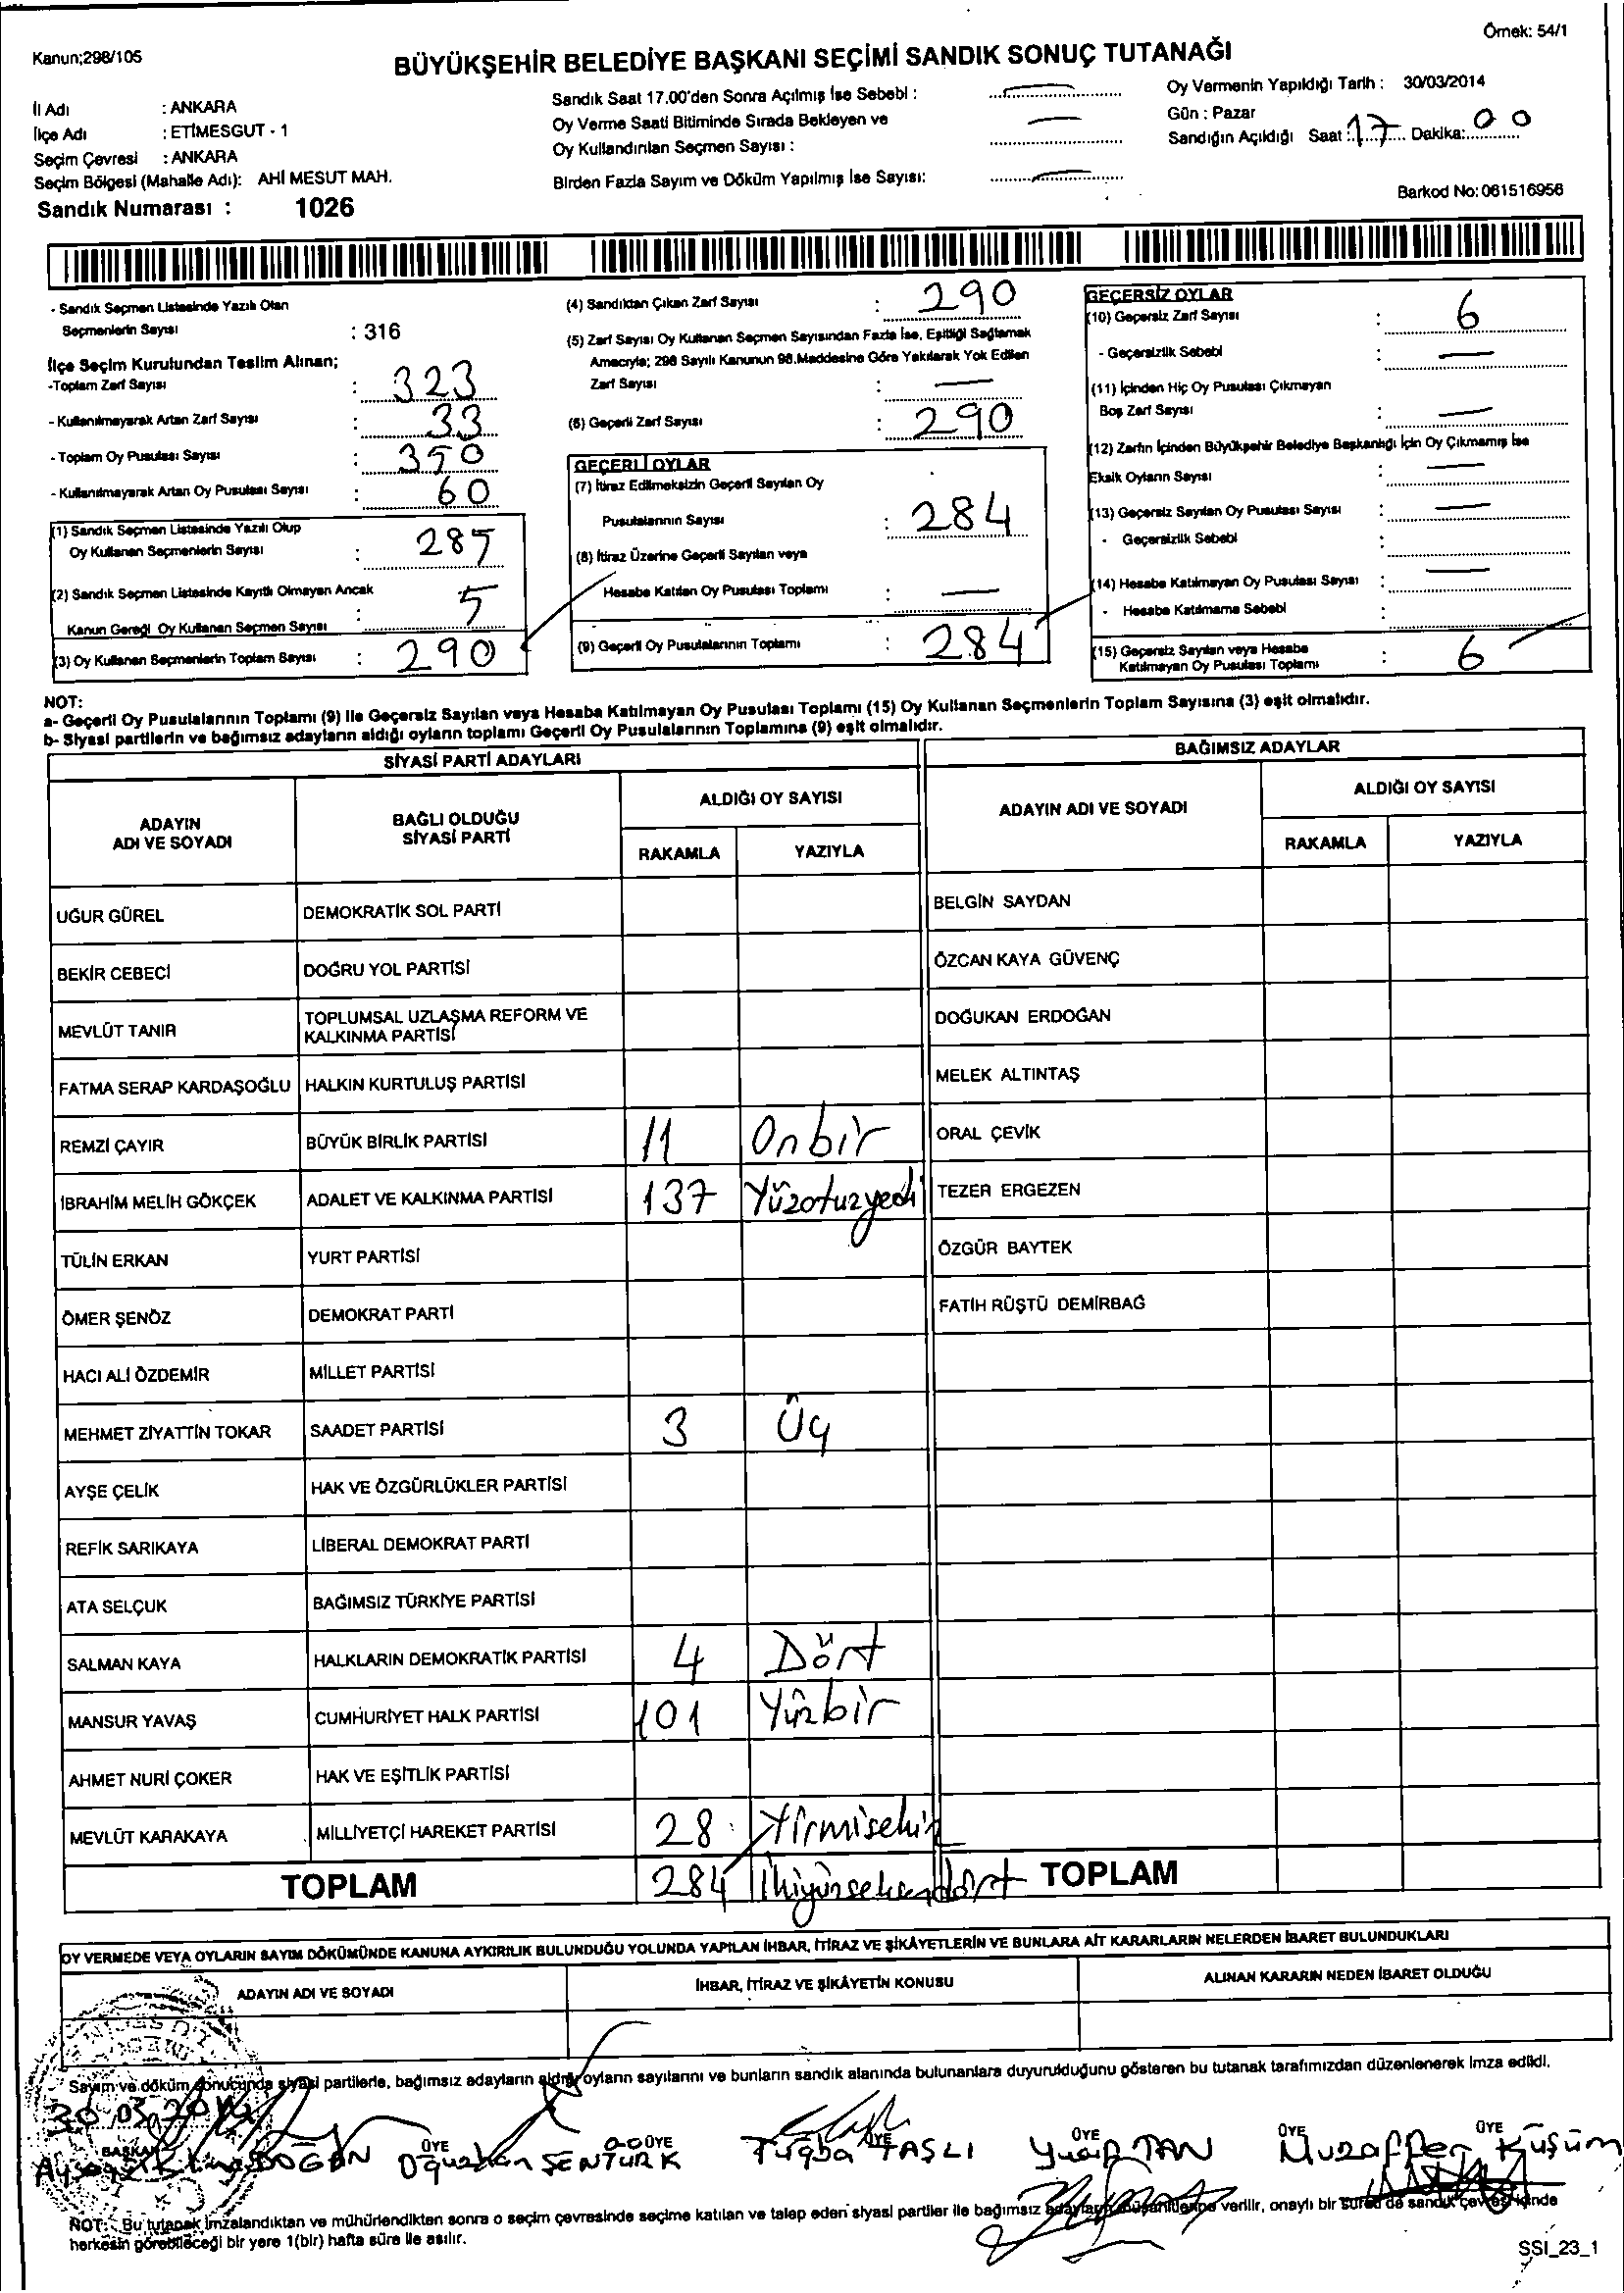 Örnek: 54/1
Kanun;298/105
BÜYÜKŞEHİR BELEDİYE BAŞKANI SEÇİMİ SANDIK SONUÇ TUTANAĞI
İl Adı : ANKARA
İlçe Adı : ETİMESGUT - 1
Seçim Çevresi : ANKARA
Seçim Bölgesi (Mahalle Adı): AHİ MESUT MAH.
Sandık Numarası : 1026
Sandık Saat 17.00'den Sonra Açılmış İse Sebebi :
Oy Verme Saati Bitiminde Sırada Bekleyen ve
Oy Kullandırılan Seçmen Sayısı :
Birden Fazla Sayım ve Döküm Yapılmış İse Sayısı:
Oy Vermenin Yapıldığı Tarih : 30/03/2014
Gün : Pazar
Sandığın Açıldığı Saat : 17 Dakika: 00
Barkod No: 061516956
- Sandık Seçmen Listesinde Yazılı Olan
Seçmenlerin Sayısı : 316
İlçe Seçim Kurulundan Teslim Alınan;
-Toplam Zarf Sayısı : 323
- Kullanılmayarak Artan Zarf Sayısı : 33
- Toplam Oy Pusulası Sayısı : 350
- Kullanılmayarak Artan Oy Pusulası Sayısı : 60
(1) Sandık Seçmen Listesinde Yazılı Olup
Oy Kullanan Seçmenlerin Sayısı : 285
(2) Sandık Seçmen Listesinde Kayıtlı Olmayan Ancak
Kanun Gereği Oy Kullanan Seçmen Sayısı : 5
(3) Oy Kullanan Seçmenlerin Toplam Sayısı : 290
(4) Sandıktan Çıkan Zarf Sayısı : 290
(5) Zarf Sayısı Oy Kullanan Seçmen Sayısından Fazla İse, Eşitliği Sağlamak
Amacıyla; 298 Sayılı Kanunun 98.Maddesine Göre Yakılarak Yok Edilen
Zarf Sayısı : —
(6) Geçerli Zarf Sayısı : 290
GEÇERLİ OYLAR
(7) İtiraz Edilmeksizin Geçerli Sayılan Oy
Pusulalarının Sayısı : 284
(8) İtiraz Üzerine Geçerli Sayılan veya
Hesaba Katılan Oy Pusulası Toplamı : —
(9) Geçerli Oy Pusulalarının Toplamı : 284
GEÇERSİZ OYLAR
(10) Geçersiz Zarf Sayısı : 6
- Geçersizlik Sebebi : —
(11) İçinden Hiç Oy Pusulası Çıkmayan
Boş Zarf Sayısı : —
(12) Zarfın İçinden Büyükşehir Belediye Başkanlığı İçin Oy Çıkmamış İse
Eksik Oyların Sayısı : —
(13) Geçersiz Sayılan Oy Pusulası Sayısı : —
- Geçersizlik Sebebi :
(14) Hesaba Katılmayan Oy Pusulası Sayısı : —
- Hesaba Katılmama Sebebi :
(15) Geçersiz Sayılan veya Hesaba
Katılmayan Oy Pusulası Toplamı : 6
NOT:
a- Geçerli Oy Pusulalarının Toplamı (9) ile Geçersiz Sayılan veya Hesaba Katılmayan Oy Pusulası Toplamı (15) Oy Kullanan Seçmenlerin Toplam Sayısına (3) eşit olmalıdır.
b- Siyasi partilerin ve bağımsız adayların aldığı oyların toplamı Geçerli Oy Pusulalarının Toplamına (9) eşit olmalıdır.
SİYASİ PARTİ ADAYLARI
ADAYIN ADI VE SOYADI BAĞLI OLDUĞU SİYASİ PARTİ ALDIĞI OY SAYISI
RAKAMLA YAZIYLA
UĞUR GÜREL DEMOKRATİK SOL PARTİ
BEKİR CEBECİ DOĞRU YOL PARTİSİ
MEVLÜT TANIR TOPLUMSAL UZLAŞMA REFORM VE
KALKINMA PARTİSİ
FATMA SERAP KARDAŞOĞLU HALKIN KURTULUŞ PARTİSİ
REMZİ ÇAYIR BÜYÜK BİRLİK PARTİSİ 11 Onbir
İBRAHİM MELİH GÖKÇEK ADALET VE KALKINMA PARTİSİ 137 Yüzotuzyedi
TÜLİN ERKAN YURT PARTİSİ
ÖMER ŞENÖZ DEMOKRAT PARTİ
HACI ALİ ÖZDEMİR MİLLET PARTİSİ
MEHMET ZİYATTİN TOKAR SAADET PARTİSİ 3 Üç
AYŞE ÇELİK HAK VE ÖZGÜRLÜKLER PARTİSİ
REFİK SARIKAYA LİBERAL DEMOKRAT PARTİ
ATA SELÇUK BAĞIMSIZ TÜRKİYE PARTİSİ
SALMAN KAYA HALKLARIN DEMOKRATİK PARTİSİ 4 Dört
MANSUR YAVAŞ CUMHURİYET HALK PARTİSİ 101 Yüzbir
AHMET NURİ ÇOKER HAK VE EŞİTLİK PARTİSİ
MEVLÜT KARAKAYA MİLLİYETÇİ HAREKET PARTİSİ 28 Yirmisekiz
TOPLAM 284 İkiyüzseksendört
BAĞIMSIZ ADAYLAR
ADAYIN ADI VE SOYADI ALDIĞI OY SAYISI
RAKAMLA YAZIYLA
BELGİN SAYDAN
ÖZCAN KAYA GÜVENÇ
DOĞUKAN ERDOĞAN
MELEK ALTINTAŞ
ORAL ÇEVİK
TEZER ERGEZEN
ÖZGÜR BAYTEK
FATİH RÜŞTÜ DEMİRBAĞ
TOPLAM
OY VERMEDE VEYA OYLARIN SAYIM DÖKÜMÜNDE KANUNA AYKIRILIK BULUNDUĞU YOLUNDA YAPILAN İHBAR, İTİRAZ VE ŞİKÂYETLERİN VE BUNLARA AİT KARARLARIN NELERDEN İBARET BULUNDUKLARI
ADAYIN ADI VE SOYADI İHBAR, İTİRAZ VE ŞİKÂYETİN KONUSU ALINAN KARARIN NEDEN İBARET OLDUĞU
Sayım ve döküm sonucunda siyasi partilerle, bağımsız adayların aldığı oyların sayılarını ve bunların sandık alanında bulunanlara duyurulduğunu gösteren bu tutanak tarafımızdan düzenlenerek imza edildi.
30.03.2014
BAŞKAN ÜYE ÜYE ÜYE ÜYE ÜYE ÜYE
DOĞAN Oğuzhan ŞENTÜRK Tuğba TAŞLI Yusuf TAN Muzaffer Küşüm
NOT: Bu tutanak imzalandıktan ve mühürlendikten sonra o seçim çevresinde seçime katılan ve talep eden siyasi partiler ile bağımsız adayların müşahitlerine verilir, onaylı bir sureti de sandık çevresi içinde
herkesin görebileceği bir yere 1(bir) hafta süre ile asılır.
SSI_23_1